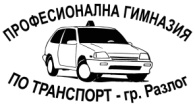 ПРОФЕСИОНАЛНА ГИМНАЗИЯ
ПО ТРАНСПОРТ - гр. Разлог